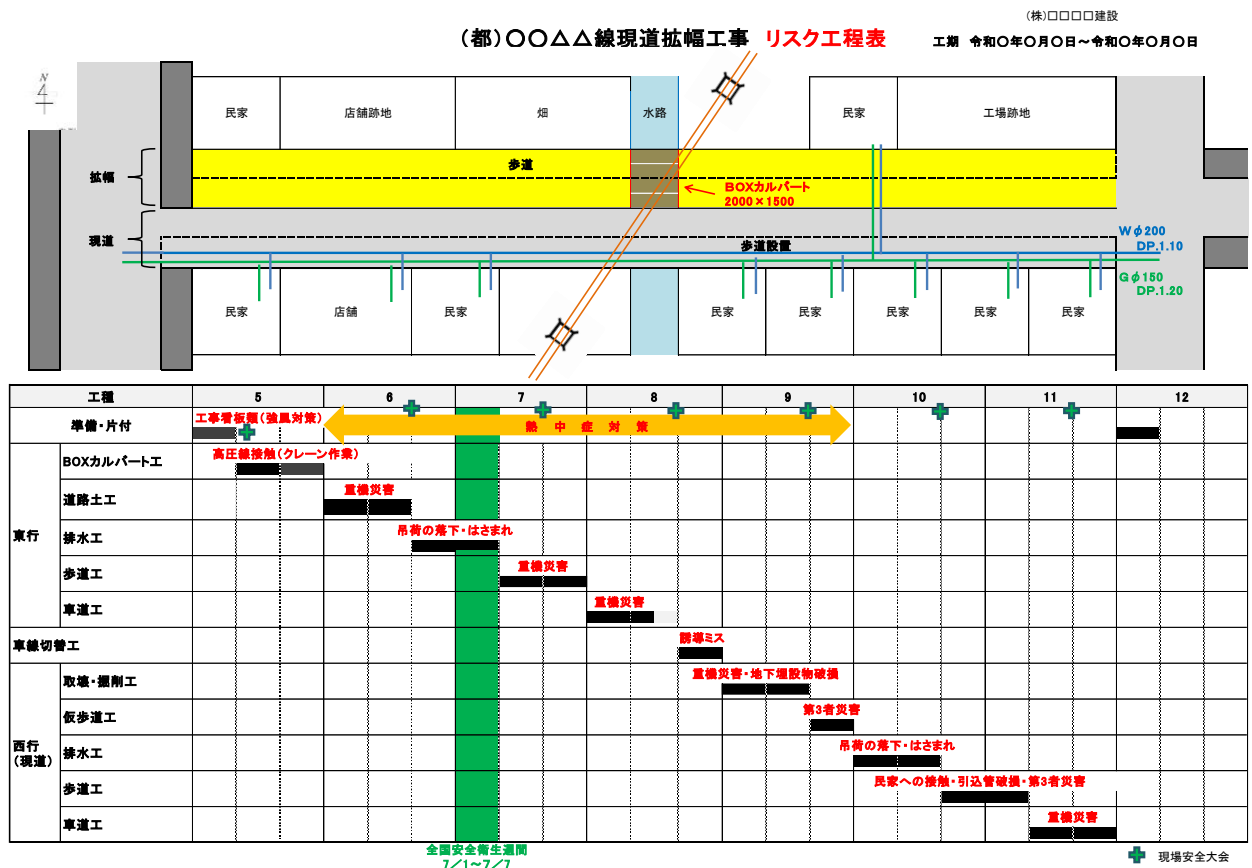 (株)□□□□建設
(都)〇〇△△線現道拡幅工事 リスク工程表
工期 令和〇年〇月〇日~令和〇年〇月〇日
N
民家
店舗跡地
畑
水路
民家
工場跡地
拡幅
歩道
BOXカルバート
2000×1500
現道
歩道設置
Wφ200
DP.1.10
Gφ150
DP.1.20
民家
店舗
民家
民家
民家
民家
民家
民家
工種 5 6 7 8 9 10 11 12
準備・片付
工事看板類(強風対策)
熱中症対策
東行
BOXカルバート工
高圧線接触(クレーン作業)
道路土工
重機災害
排水工
吊荷の落下・はさまれ
歩道工
重機災害
車道工
重機災害
車線切替工
誘導ミス
西行
(現道)
取壊・掘削工
重機災害・地下埋設物破損
仮歩道工
第3者災害
排水工
吊荷の落下・はさまれ
歩道工
民家への接触・引込管破損・第3者災害
車道工
重機災害
全国安全衛生週間
7/1~7/7
現場安全大会